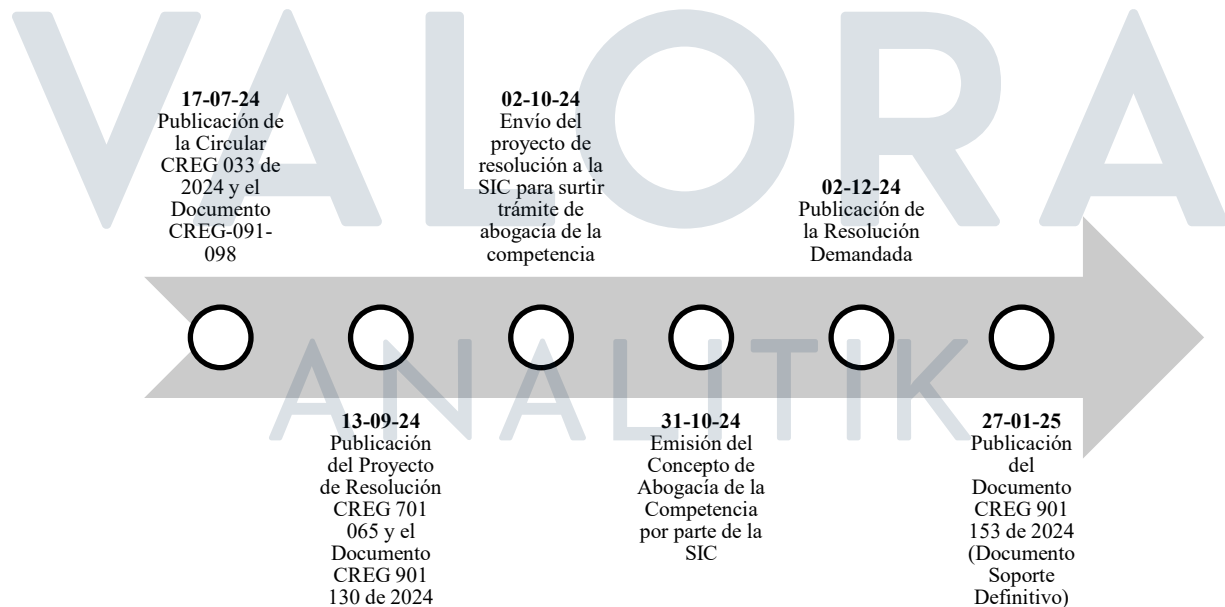 VALORA
ANALITIK
17-07-24
Publicación de
la Circular
CREG 033 de
2024 y el
Documento
CREG-091-
098
13-09-24
Publicación
del Proyecto
de Resolución
CREG 701
065 y el
Documento
CREG 901
130 de 2024
02-10-24
Envío del
proyecto de
resolución a la
SIC para surtir
trámite de
abogacía de la
competencia
31-10-24
Emisión del
Concepto de
Abogacía de la
Competencia
por parte de la
SIC
02-12-24
Publicación de
la Resolución
Demandada
27-01-25
Publicación
del
Documento
CREG 901
153 de 2024
(Documento
Soporte
Definitivo)